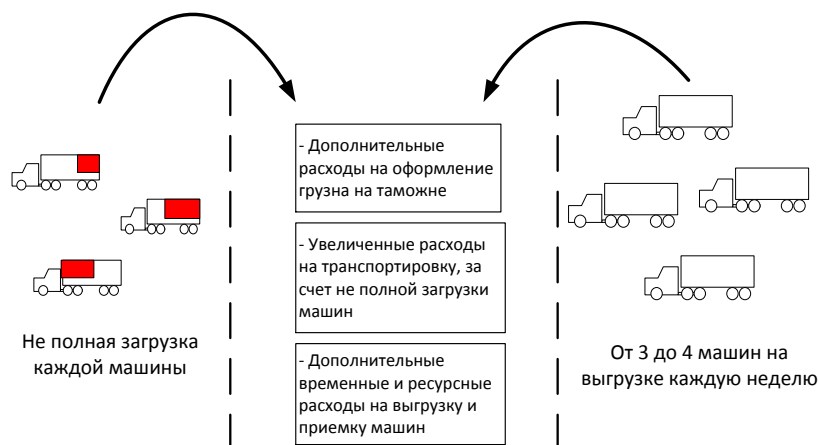 - Дополнительные
расходы на оформление
грузна на таможне
- Увеличенные расходы
на транспортировку, за
счет не полной загрузки
машин
- Дополнительные
временные и ресурсные
расходы на выгрузку и
приемку машин
Не полная загрузка
каждой машины
От 3 до 4 машин на
выгрузке каждую неделю